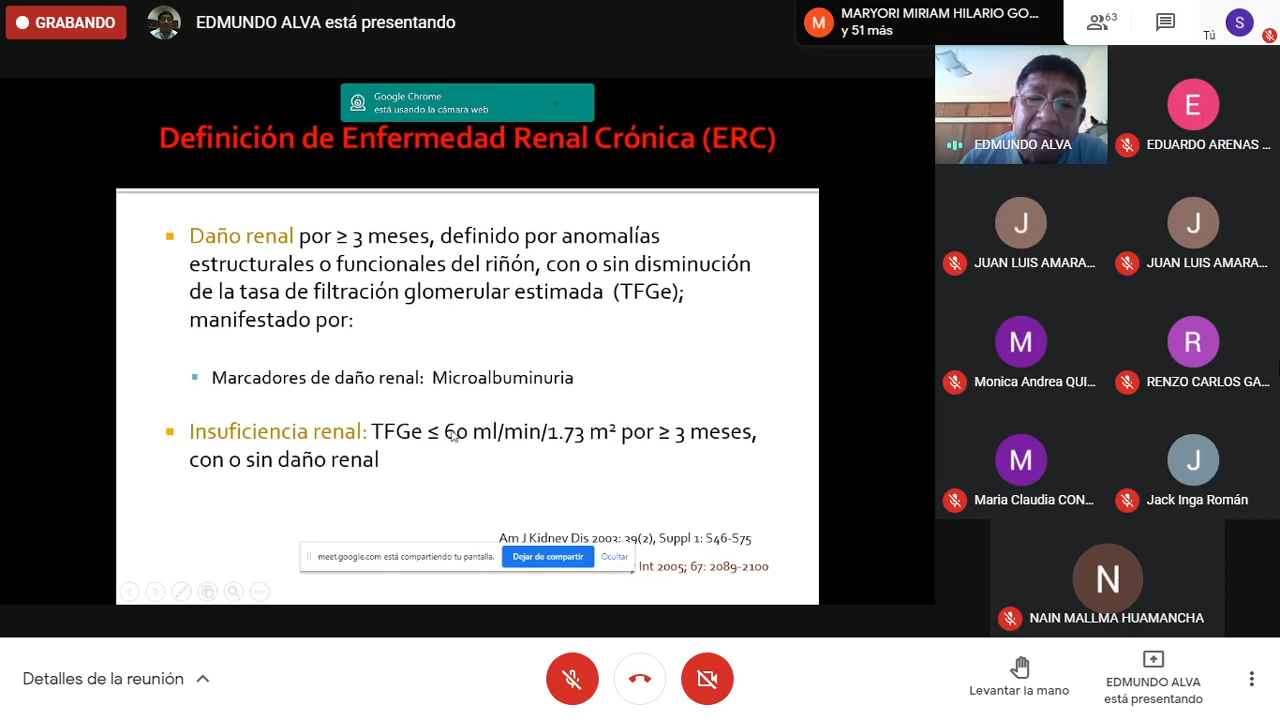 GRABANDO
EDMUNDO ALVA está presentando
MARYORI MIRIAM HILARIO GO...
y 51 más
63
Tú
S
M
Google Chrome
está usando la cámara web
Definición de Enfermedad Renal Crónica (ERC)
Daño renal por ≥ 3 meses, definido por anomalías
estructurales o funcionales del riñón, con o sin disminución
de la tasa de filtración glomerular estimada (TFGe);
manifestado por:
Marcadores de daño renal: Microalbuminuria
Insuficiencia renal: TFGe ≤ 60 ml/min/1.73 m² por ≥ 3 meses,
con o sin daño renal
Am J Kidney Dis 2003; 39(2), Suppl 1: S46-S75
Int 2005; 67: 2089-2100
meet.google.com está compartiendo tu pantalla.
Dejar de compartir
Ocultar
EDMUNDO ALVA
E
EDUARDO ARENAS ...
J
JUAN LUIS AMARA...
J
JUAN LUIS AMARA...
M
Monica Andrea QUI...
R
RENZO CARLOS GA...
M
Maria Claudia CON...
J
Jack Inga Román
N
NAIN MALLMA HUAMANCHA
Detalles de la reunión
Levantar la mano
EDMUNDO ALVA
está presentando